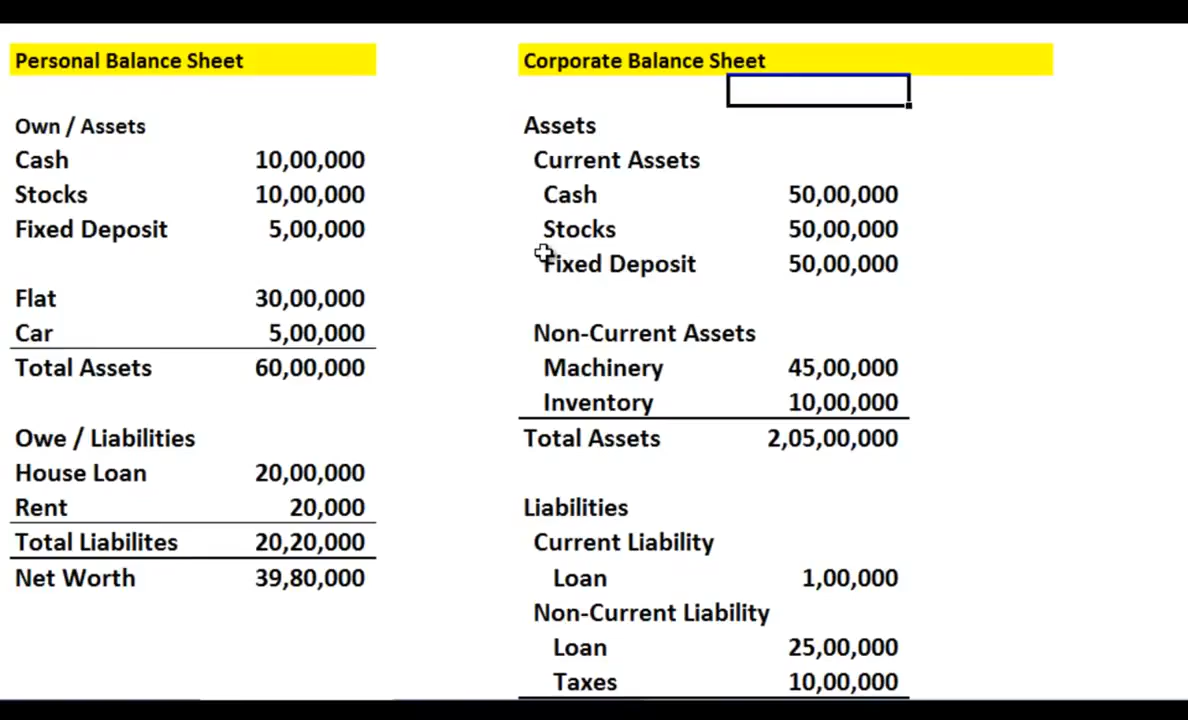 Personal Balance Sheet
Own / Assets
Cash 10,00,000
Stocks 10,00,000
Fixed Deposit 5,00,000
Flat 30,00,000
Car 5,00,000
Total Assets 60,00,000
Owe / Liabilities
House Loan 20,00,000
Rent 20,000
Total Liabilites 20,20,000
Net Worth 39,80,000
Corporate Balance Sheet
Assets
Current Assets
Cash 50,00,000
Stocks 50,00,000
Fixed Deposit 50,00,000
Non-Current Assets
Machinery 45,00,000
Inventory 10,00,000
Total Assets 2,05,00,000
Liabilities
Current Liability
Loan 1,00,000
Non-Current Liability
Loan 25,00,000
Taxes 10,00,000